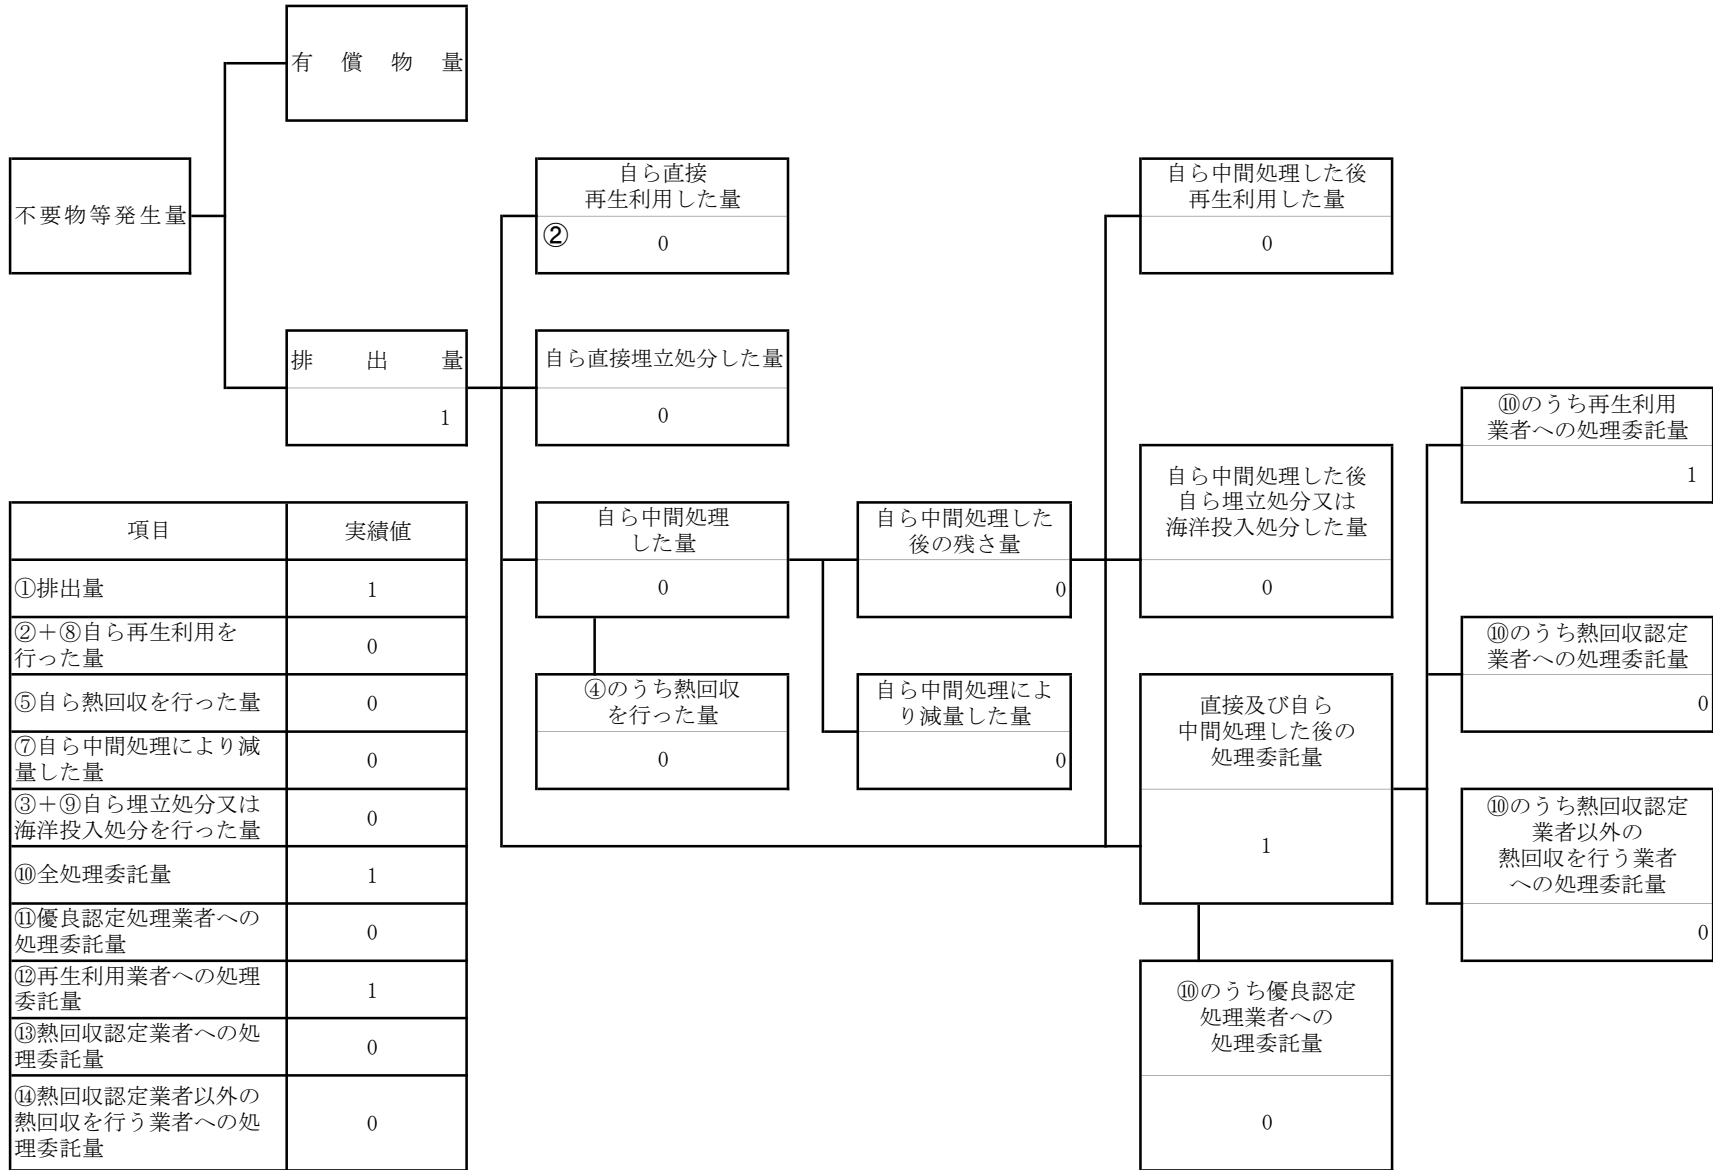 有償物量
不要物等発生量
自ら直接
再生利用した量
②
0
自ら中間処理した後
再生利用した量
0
排出量
1
自ら直接埋立処分した量
0
⑩のうち再生利用
業者への処理委託量
1
自ら中間処理
した量
0
自ら中間処理した
後の残さ量
0
自ら中間処理した後
自ら埋立処分又は
海洋投入処分した量
0
⑩のうち熱回収認定
業者への処理委託量
0
④のうち熱回収
を行った量
0
自ら中間処理によ
り減量した量
0
直接及び自ら
中間処理した後の
処理委託量
1
⑩のうち熱回収認定
業者以外の
熱回収を行う業者
への処理委託量
0
⑩のうち優良認定
処理業者への
処理委託量
0
項目 実績値
①排出量 1
②+⑧自ら再生利用を
行った量 0
⑤自ら熱回収を行った量 0
⑦自ら中間処理により減
量した量 0
③+⑨自ら埋立処分又は
海洋投入処分を行った量 0
⑩全処理委託量 1
⑪優良認定処理業者への
処理委託量 0
⑫再生利用業者への処理
委託量 1
⑬熱回収認定業者への処
理委託量 0
⑭熱回収認定業者以外の
熱回収を行う業者への処
理委託量 0